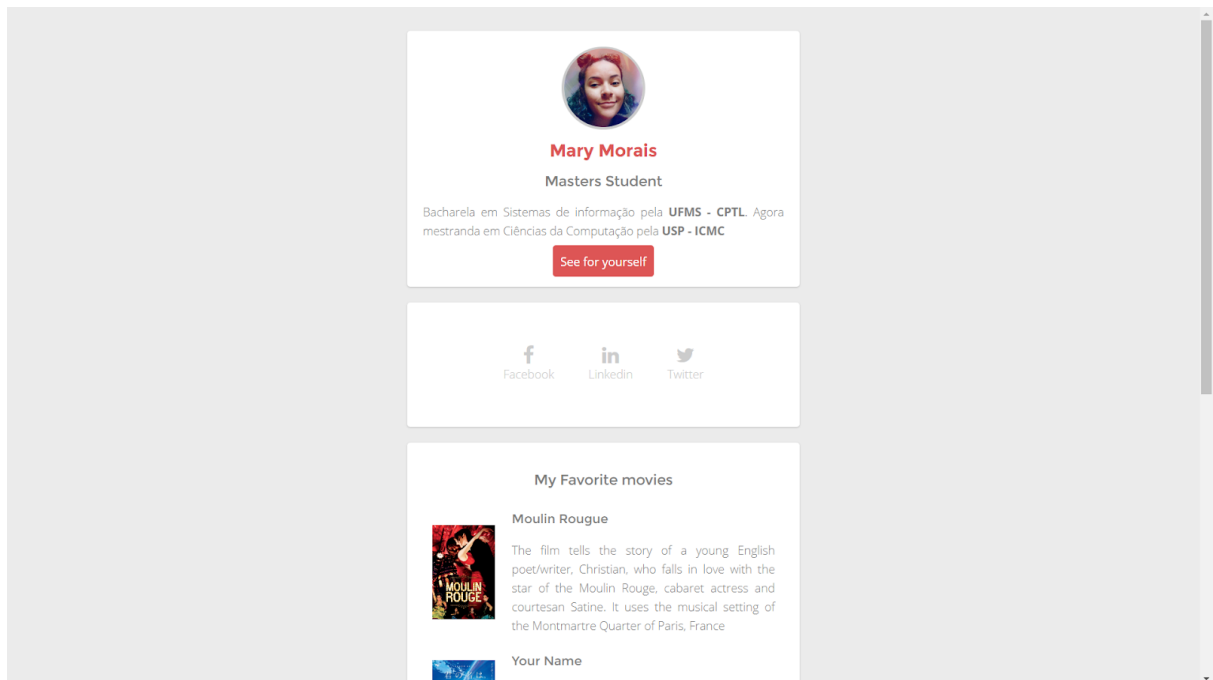 Mary Morais
Masters Student
Bacharela em Sistemas de informação pela UFMS - CPTL. Agora
mestranda em Ciências da Computação pela USP - ICMC
See for yourself
Facebook
Linkedin
Twitter
My Favorite movies
Moulin Rougue
The film tells the story of a young English
poet/writer, Christian, who falls in love with the
star of the Moulin Rouge, cabaret actress and
courtesan Satine. It uses the musical setting of
the Montmartre Quarter of Paris, France
MOULIN
ROUGE
Your Name